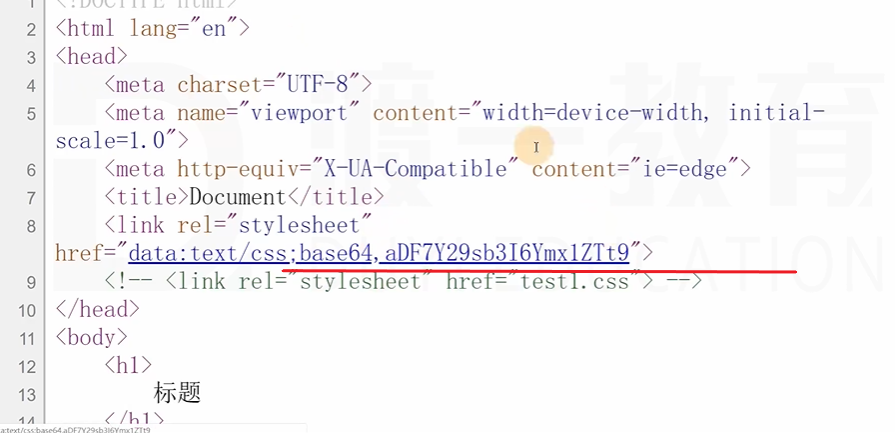 1 <!DOCTYPE html>
2 <html lang="en">
3 <head>
4 <meta charset="UTF-8">
5 <meta name="viewport" content="width=device-width, initial-
scale=1.0">
6 <meta http-equiv="X-UA-Compatible" content="ie=edge">
7 <title>Document</title>
8 <link rel="stylesheet"
href="data:text/css;base64,aDF7Y29sb3I6Ymx1ZTt9">
9 <!-- <link rel="stylesheet" href="test1.css"> -->
10 </head>
11 <body>
12 <h1>
13 标题
14 </h1>
a:text/css;base64,aDF7Y29sb3I6Ymx1ZTt9